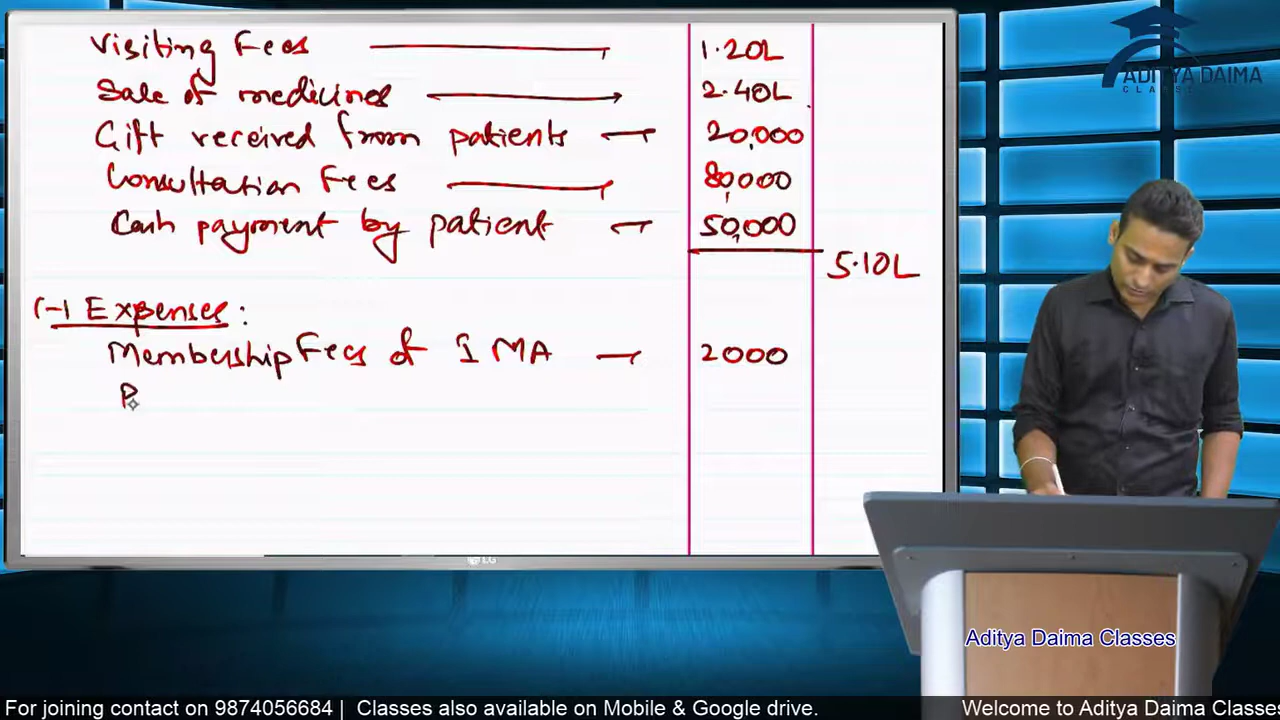 Visiting Fees 1.20L
Sale of medicines 2.40L
Gift received from patients 20,000
Consultation Fees 80,000
Cash payment by patient 50,000
5.10L
(-) Expenses:
Membership Fees of IMA 2000
P
LG
ADITYA DAIMA
CLASSES
Aditya Daima Classes
For joining contact on 9874056684 | Classes also available on Mobile & Google drive. Welcome to Aditya Daima Classes